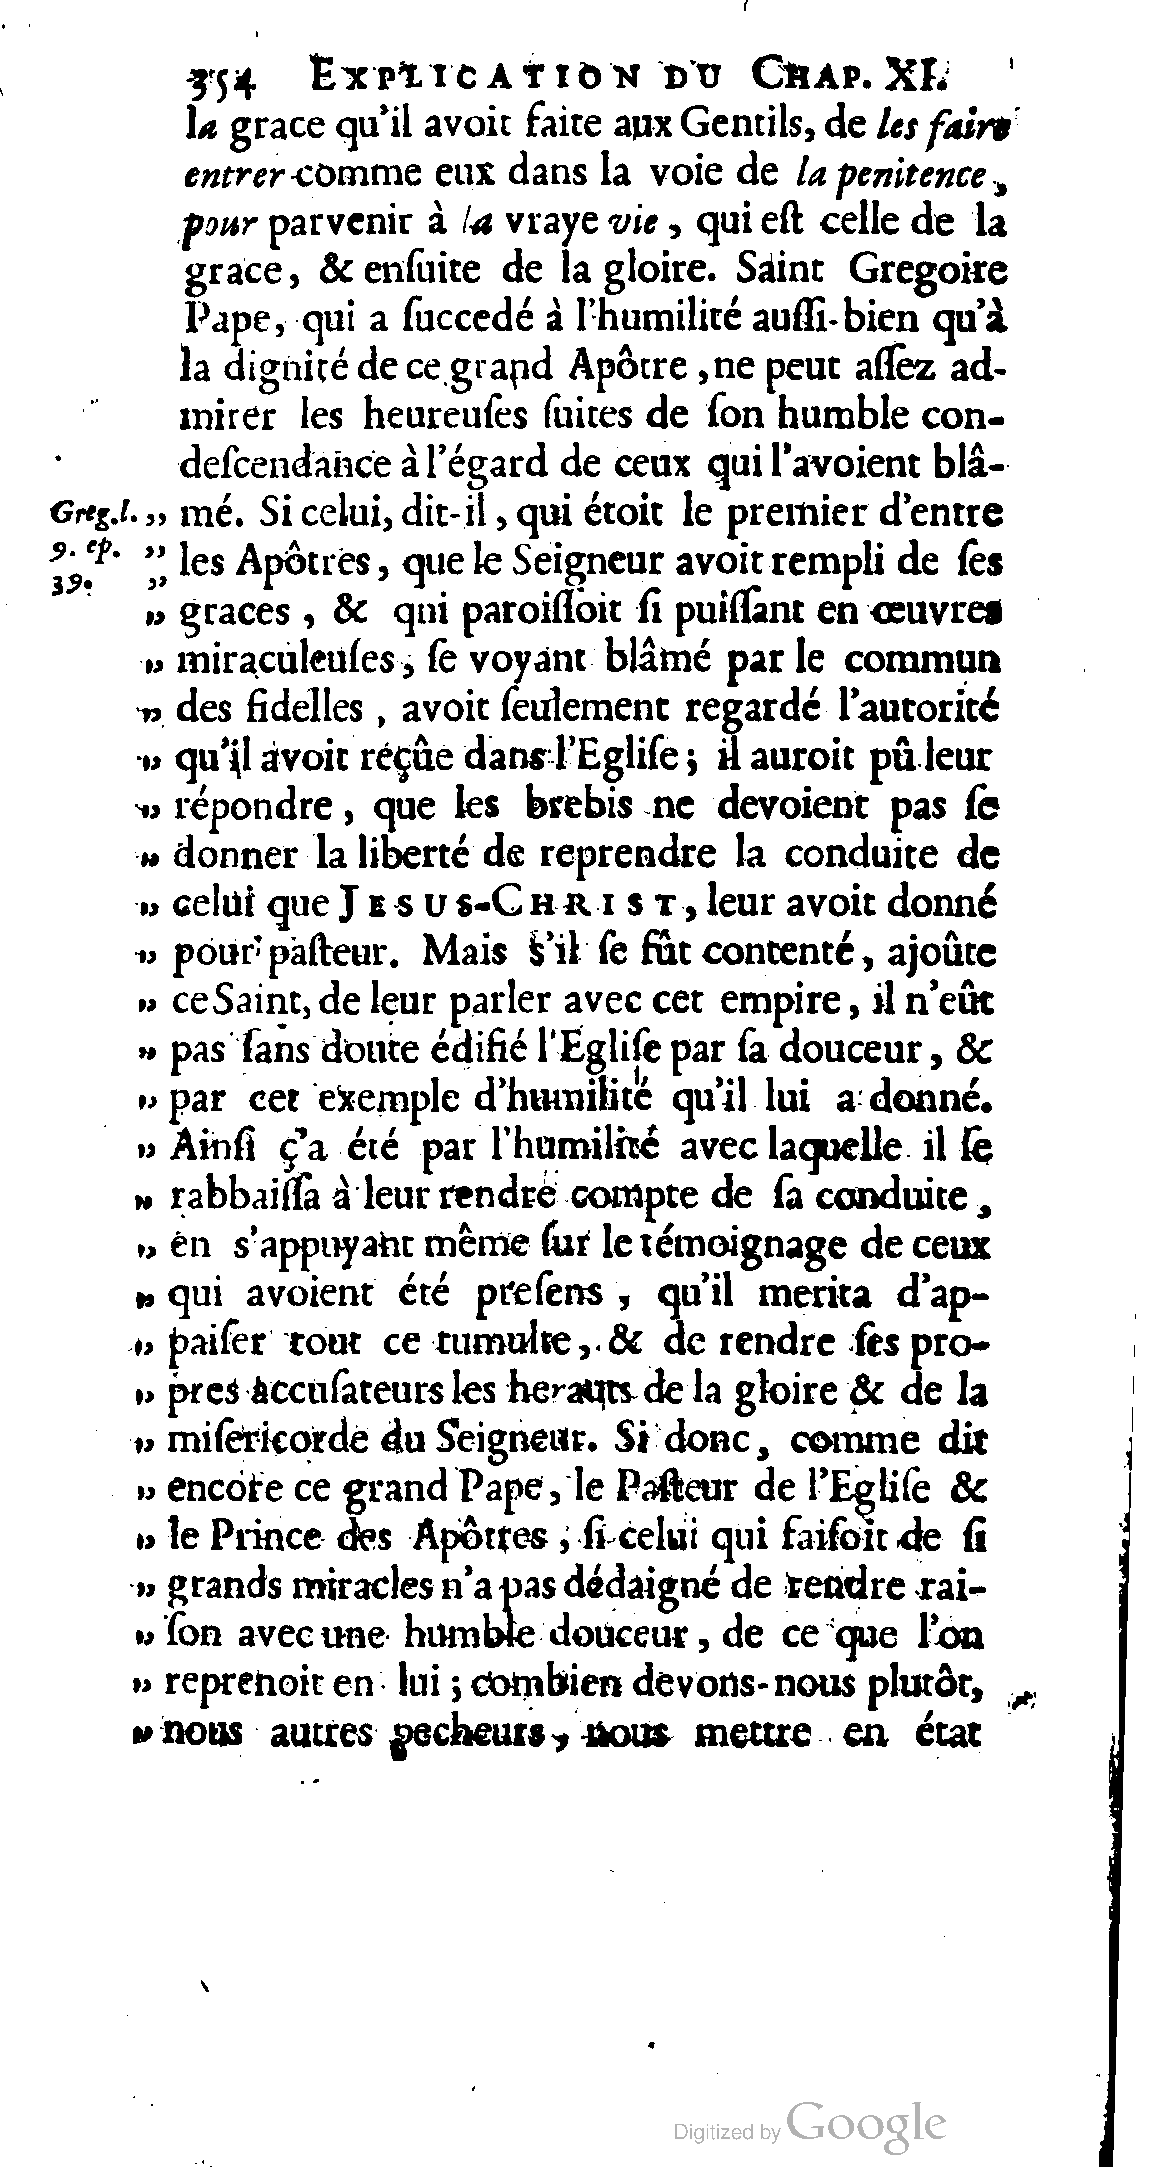 354 EXPLICATION DU CHAP. XI.
la grace qu'il avoit faite aux Gentils, de les faire
entrer comme eux dans la voie de la penitence,
pour parvenir à la vraye vie, qui eſt celle de la
grace, & enſuite de la gloire. Saint Gregoire
Pape, qui a ſuccedé à l'humilité auſſi-bien qu'à
la dignité de ce grand Apôtre, ne peut aſſez ad-
mirer les heureuſes ſuites de ſon humble con-
deſcendance à l'égard de ceux qui l'avoient blâ-
Greg. l. „ mé. Si celui, dit-il, qui étoit le premier d'entre
9. ep. „ les Apôtres, que le Seigneur avoit rempli de ſes
39. „
„ graces, & qui paroiſſoit ſi puiſſant en œuvres
„ miraculeuſes, ſe voyant blâmé par le commun
„ des fidelles, avoit ſeulement regardé l'autorité
„ qu'il avoit réçûe dans l'Egliſe; il auroit pû leur
„ répondre, que les brebis ne devoient pas ſe
„ donner la liberté de reprendre la conduite de
„ celui que JESUS-CHRIST, leur avoit donné
„ pour paſteur. Mais s'il ſe fût contenté, ajoûte
„ ce Saint, de leur parler avec cet empire, il n'eût
„ pas ſans doute édifié l'Egliſe par ſa douceur, &
„ par cet exemple d'humilité qu'il lui a donné.
„ Ainſi ç'a été par l'humilité avec laquelle il ſe
„ rabbaiſſa à leur rendre compte de ſa conduite,
„ en s'appuyant même ſur le témoignage de ceux
„ qui avoient été preſens, qu'il merita d'ap-
„ paiſer tout ce tumulte, & de rendre ſes pro-
„ pres accuſateurs les herauts de la gloire & de la
„ miſericorde du Seigneur. Si donc, comme dit
„ encore ce grand Pape, le Paſteur de l'Egliſe &
„ le Prince des Apôtres, ſi celui qui faiſoit de ſi
„ grands miracles n'a pas dédaigné de rendre rai-
„ ſon avec une humble douceur, de ce que l'on
„ reprenoit en lui; combien devons-nous plutôt,
„ nous autres pecheurs, nous mettre en état
Digitized by Google